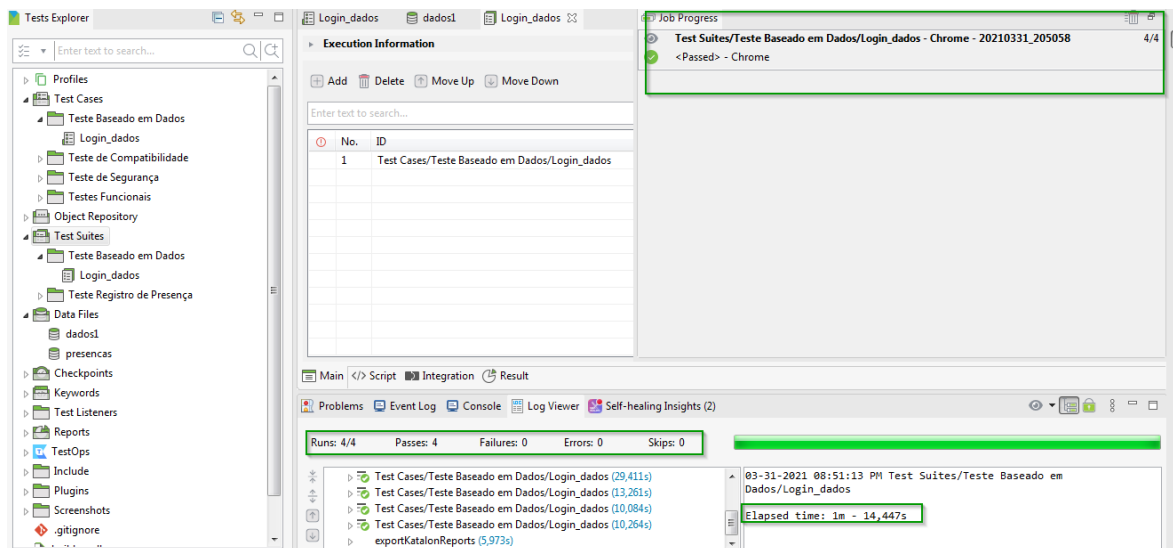 Tests Explorer
Enter text to search...
Profiles
Test Cases
Teste Baseado em Dados
Login_dados
Teste de Compatibilidade
Teste de Segurança
Testes Funcionais
Object Repository
Test Suites
Teste Baseado em Dados
Login_dados
Teste Registro de Presença
Data Files
dados1
presencas
Checkpoints
Keywords
Test Listeners
Reports
TestOps
Include
Plugins
Screenshots
.gitignore
Login_dados dados1 Login_dados
Execution Information
Add Delete Move Up Move Down
Enter text to search...
No. ID
1 Test Cases/Teste Baseado em Dados/Login_dados
Main </> Script Integration Result
Job Progress
Test Suites/Teste Baseado em Dados/Login_dados - Chrome - 20210331_205058 4/4
<Passed> - Chrome
Problems Event Log Console Log Viewer Self-healing Insights (2)
Runs: 4/4 Passes: 4 Failures: 0 Errors: 0 Skips: 0
Test Cases/Teste Baseado em Dados/Login_dados (29,411s)
Test Cases/Teste Baseado em Dados/Login_dados (13,261s)
Test Cases/Teste Baseado em Dados/Login_dados (10,084s)
Test Cases/Teste Baseado em Dados/Login_dados (10,264s)
exportKatalonReports (5,973s)
03-31-2021 08:51:13 PM Test Suites/Teste Baseado em
Dados/Login_dados
Elapsed time: 1m - 14,447s